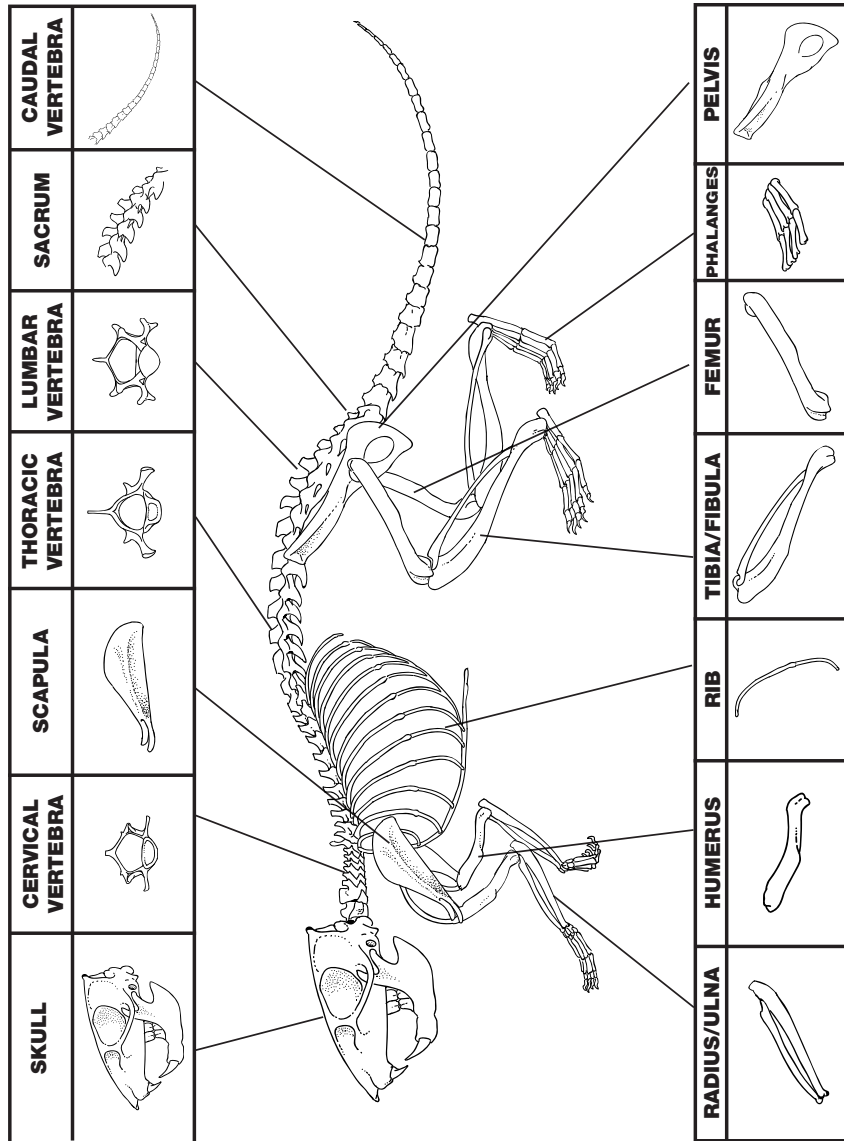 SKULL
CERVICAL
VERTEBRA
SCAPULA
THORACIC
VERTEBRA
LUMBAR
VERTEBRA
SACRUM
CAUDAL
VERTEBRA
RADIUS/ULNA
HUMERUS
RIB
TIBIA/FIBULA
FEMUR
PHALANGES
PELVIS